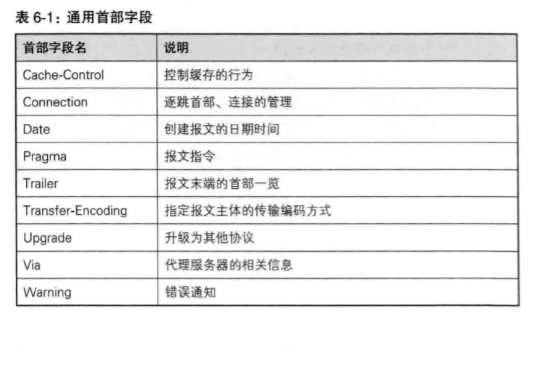 表 6-1：通用首部字段
首部字段名 说明
Cache-Control 控制缓存的行为
Connection 逐跳首部、连接的管理
Date 创建报文的日期时间
Pragma 报文指令
Trailer 报文末端的首部一览
Transfer-Encoding 指定报文主体的传输编码方式
Upgrade 升级为其他协议
Via 代理服务器的相关信息
Warning 错误通知